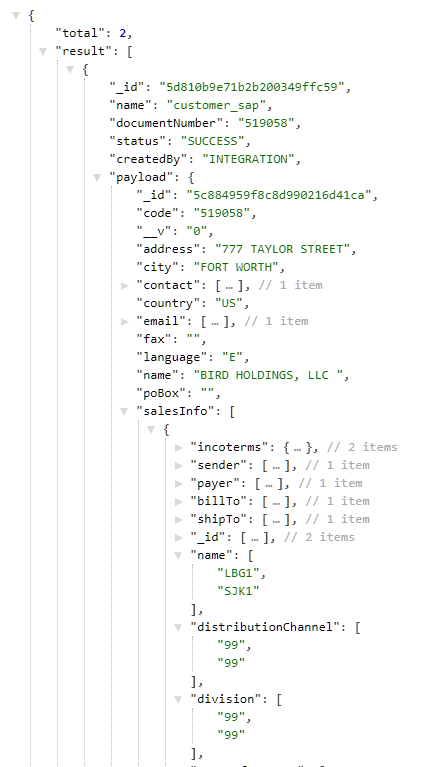 {
"total": 2,
"result": [
{
"_id": "5d810b9e71b2b200349ffc59",
"name": "customer_sap",
"documentNumber": "519058",
"status": "SUCCESS",
"createdBy": "INTEGRATION",
"payload": {
"_id": "5c884959f8c8d990216d41ca",
"code": "519058",
"__v": "0",
"address": "777 TAYLOR STREET",
"city": "FORT WORTH",
"contact": [ … ], // 1 item
"country": "US",
"email": [ … ], // 1 item
"fax": "",
"language": "E",
"name": "BIRD HOLDINGS, LLC ",
"poBox": "",
"salesInfo": [
{
"incoterms": { … }, // 2 items
"sender": [ … ], // 1 item
"payer": [ … ], // 1 item
"billTo": [ … ], // 1 item
"shipTo": [ … ], // 1 item
"_id": [ … ], // 2 items
"name": [
"LBG1",
"SJK1"
],
"distributionChannel": [
"99",
"99"
],
"division": [
"99",
"99"
],